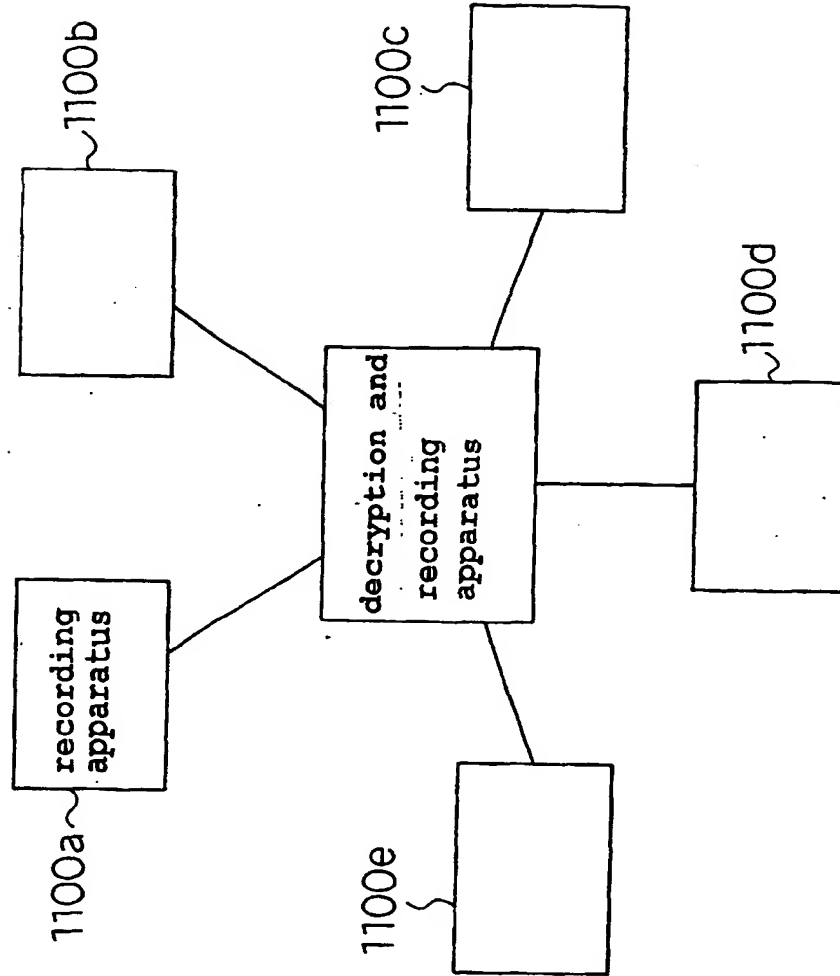 1100b
1100c
recording
apparatus
decryption and
recording
apparatus
1100d
1100a
1100e